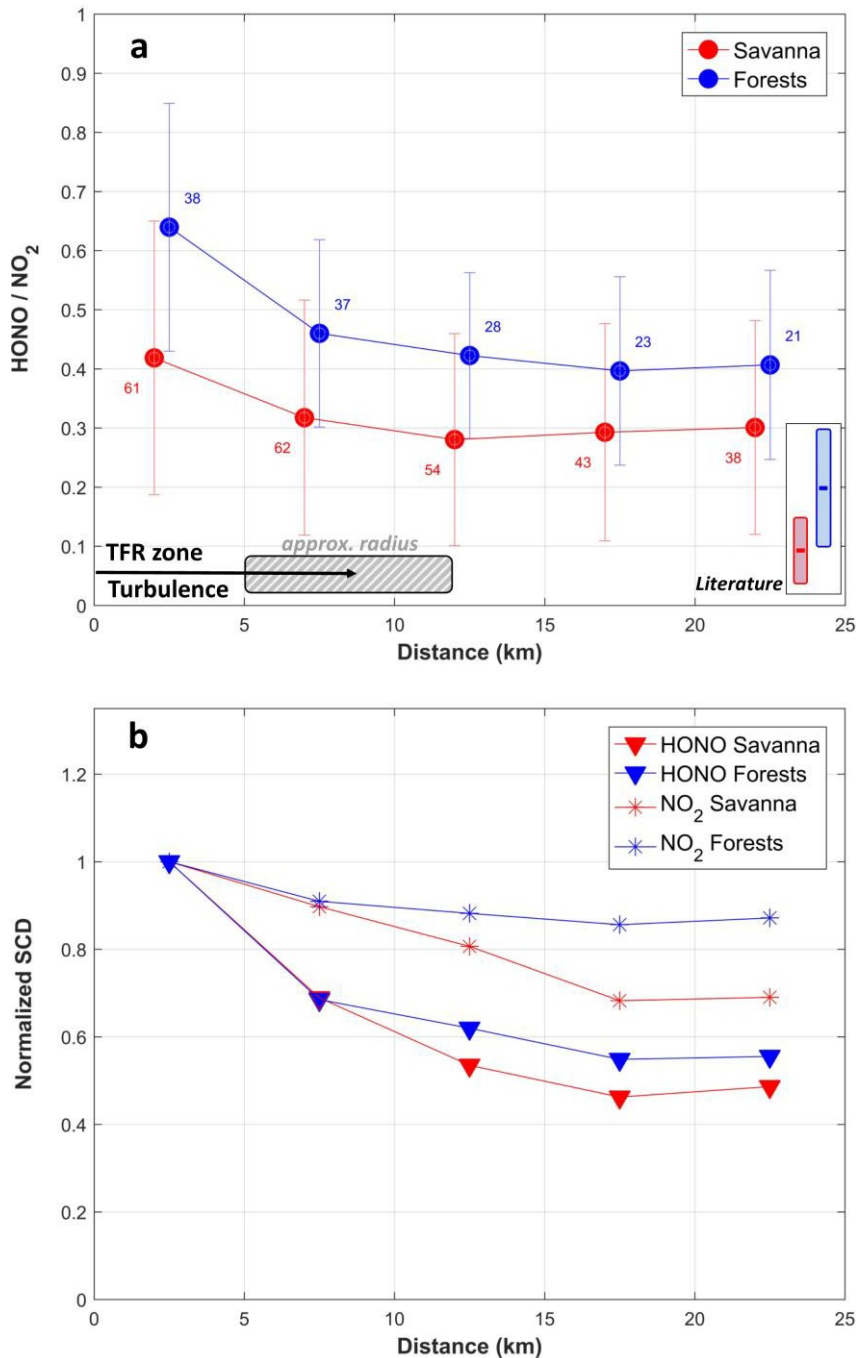 a
Savanna
Forests
1
0.9
0.8
0.7
0.6
0.5
0.4
0.3
0.2
0.1
0
HONO / NO2
38
37
28
23
21
61
62
54
43
38
approx. radius
TFR zone
Turbulence
Literature
0 5 10 15 20 25
Distance (km)
b
HONO Savanna
HONO Forests
NO2 Savanna
NO2 Forests
1.2
1
0.8
0.6
0.4
0.2
0
Normalized SCD
0 5 10 15 20 25
Distance (km)